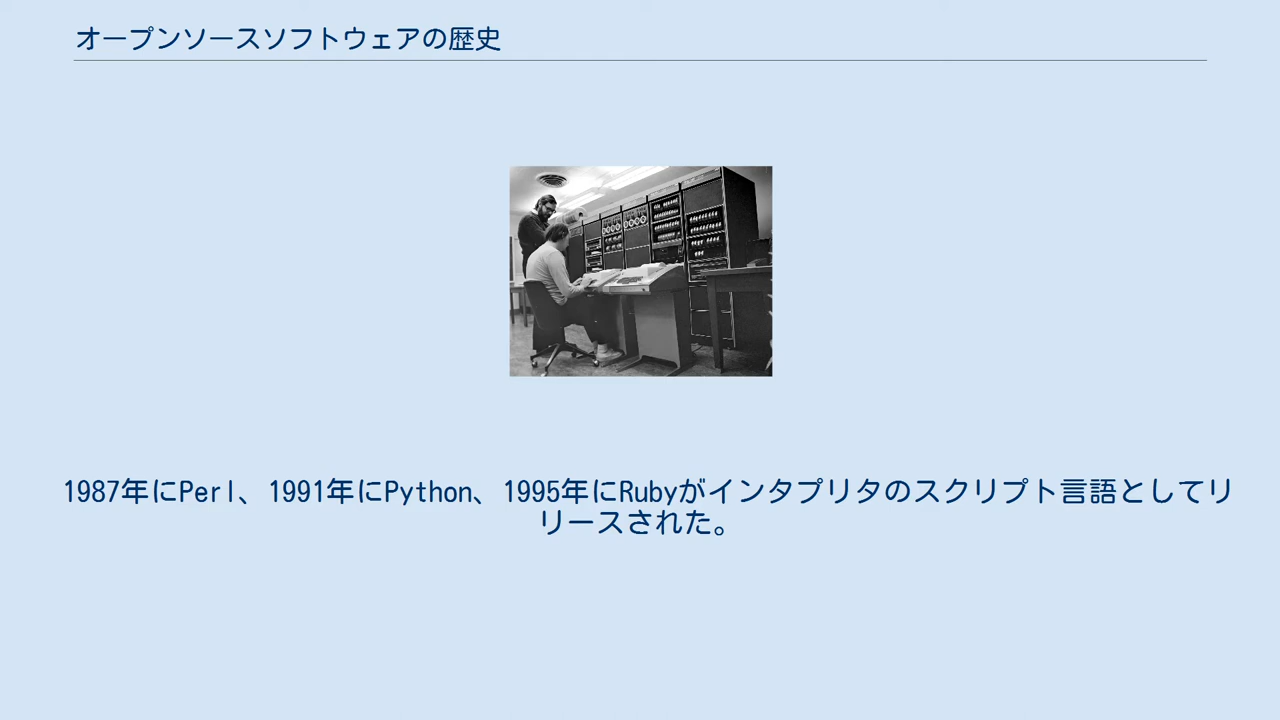 オープンソースソフトウェアの歴史
1987年にPerl、1991年にPython、1995年にRubyがインタプリタのスクリプト言語としてリ
リースされた。